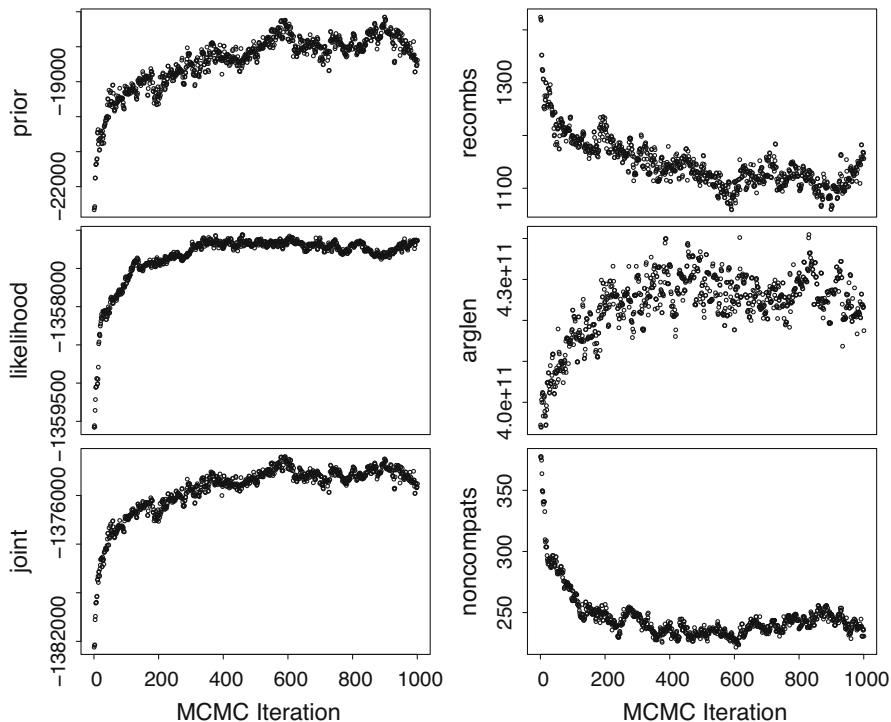 prior
-19000
-22000
recombs
1300
1100
likelihood
-1358000
-1359500
arglen
4.3e+11
4.0e+11
joint
-1376000
-1382000
noncompats
350
300
250
0 200 400 600 800 1000
MCMC Iteration
0 200 400 600 800 1000
MCMC Iteration